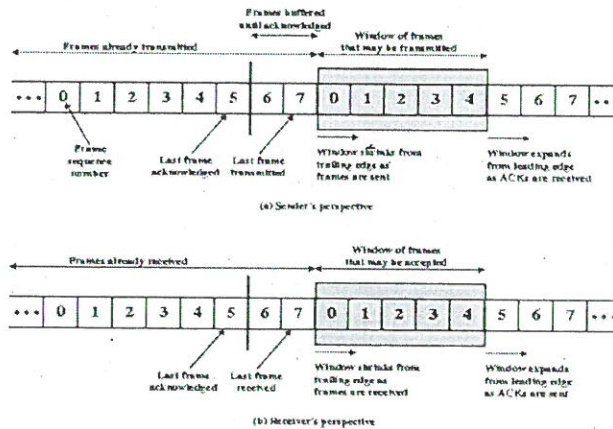 Frames buffered
until acknowledged
Window of frames
that may be transmitted
Frames already transmitted
••• 0 1 2 3 4 5 6 7 0 1 2 3 4 5 6 7 ••
Frame
sequence
number
Last frame
acknowledged
Last frame
transmitted
Window shrinks from
trailing edge as
frames are sent
Window expands
from leading edge
as ACKs are received
(a) Sender's perspective
Window of frames
that may be accepted
Frames already received
••• 0 1 2 3 4 5 6 7 0 1 2 3 4 5 6 7 •••
Last frame
acknowledged
Last frame
received
Window shrinks from
trailing edge as
frames are received
Window expands
from leading edge
as ACKs are sent
(b) Receiver's perspective